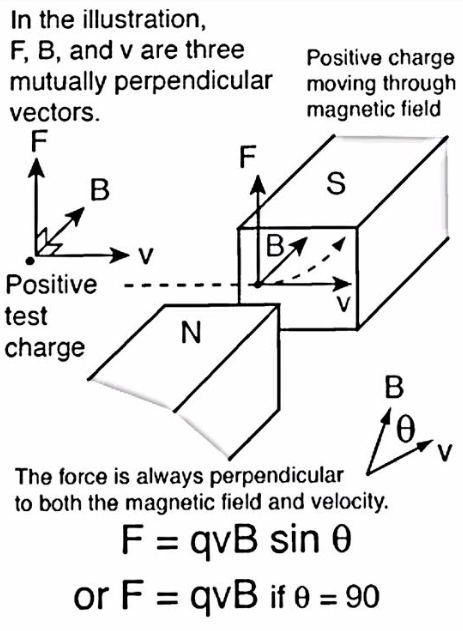 In the illustration,
F, B, and v are three
mutually perpendicular
vectors.
Positive charge
moving through
magnetic field
F
B
v
Positive
test
charge
F
S
B
v
N
B
θ
v
The force is always perpendicular
to both the magnetic field and velocity.
F = qvB sin θ
or F = qvB if θ = 90